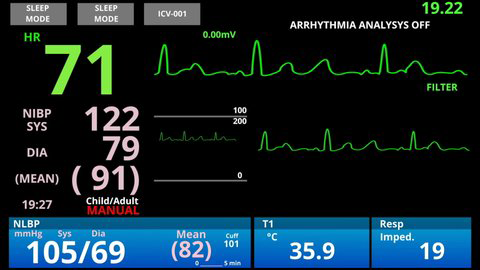 SLEEP MODE
SLEEP MODE
ICV-001
19.22
ARRHYTHMIA ANALYSYS OFF
HR
0.00mV
71
FILTER
NIBP
SYS
122
100
200
DIA
79
(MEAN)
( 91)
0
19:27
Child/Adult
MANUAL
NLBP
mmHg Sys Dia
105/69
Mean
(82)
Cuff
101
0 ______ 5 min
T1
°C
35.9
Resp
Imped.
19